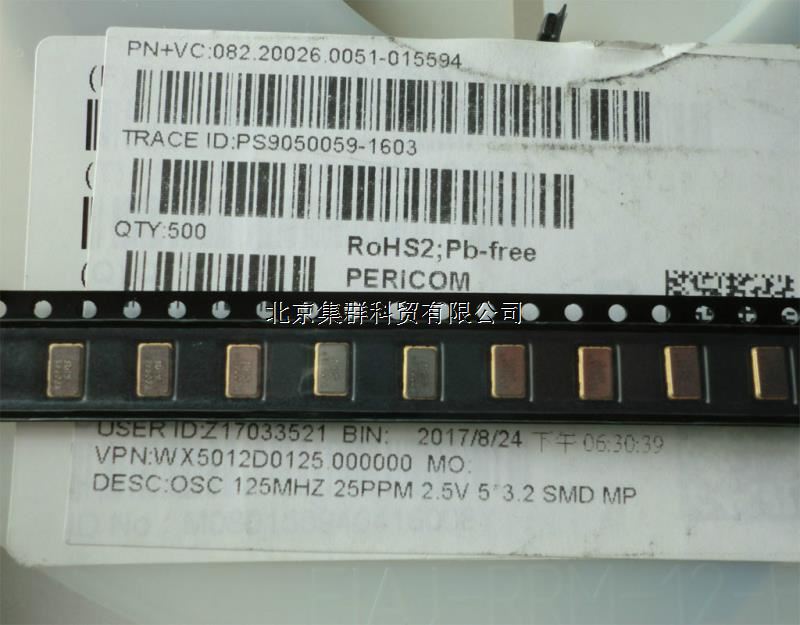 PN+VC:082.20026.0051-015594
TRACE ID:PS9050059-1603
QTY:500
RoHS2;Pb-free
PERICOM
北京集群科贸有限公司
USER ID:Z17033521 BIN: 2017/8/24 下午 06:30:39
VPN:WX5012D0125.000000 MO:
DESC:OSC 125MHZ 25PPM 2.5V 5*3.2 SMD MP
ID No